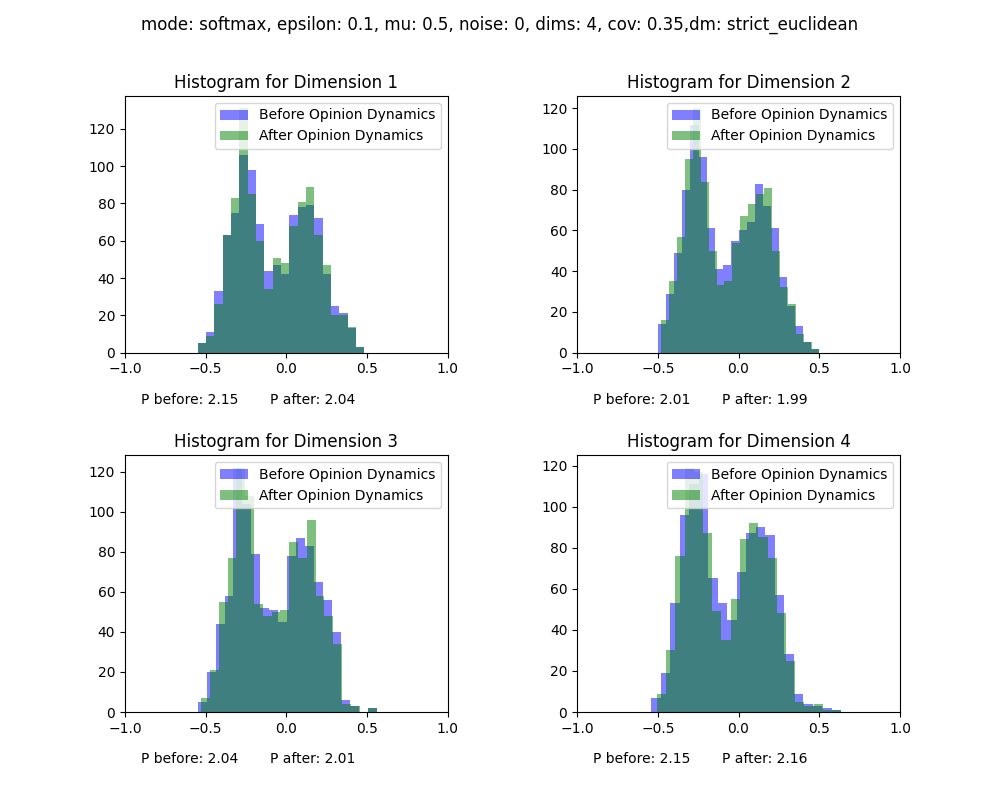 mode: softmax, epsilon: 0.1, mu: 0.5, noise: 0, dims: 4, cov: 0.35,dm: strict_euclidean
Histogram for Dimension 1
Before Opinion Dynamics
After Opinion Dynamics
120
100
80
60
40
20
0
−1.0 −0.5 0.0 0.5 1.0
P before: 2.15 P after: 2.04
Histogram for Dimension 2
Before Opinion Dynamics
After Opinion Dynamics
120
100
80
60
40
20
0
−1.0 −0.5 0.0 0.5 1.0
P before: 2.01 P after: 1.99
Histogram for Dimension 3
Before Opinion Dynamics
After Opinion Dynamics
120
100
80
60
40
20
0
−1.0 −0.5 0.0 0.5 1.0
P before: 2.04 P after: 2.01
Histogram for Dimension 4
Before Opinion Dynamics
After Opinion Dynamics
120
100
80
60
40
20
0
−1.0 −0.5 0.0 0.5 1.0
P before: 2.15 P after: 2.16